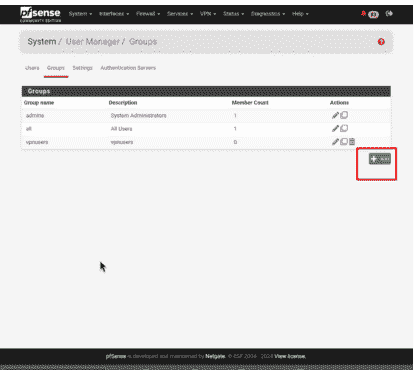 pfsense
COMMUNITY EDITION
System Interfaces Firewall Services VPN Status Diagnostics Help
System / User Manager / Groups
Users Groups Settings Authentication Servers
Groups
Group name Description Member Count Actions
admins System Administrators 1
all All Users 1
vpnusers vpnusers 0
pfSense is developed and maintained by Netgate. © ESF 2004 - 2024 View license.